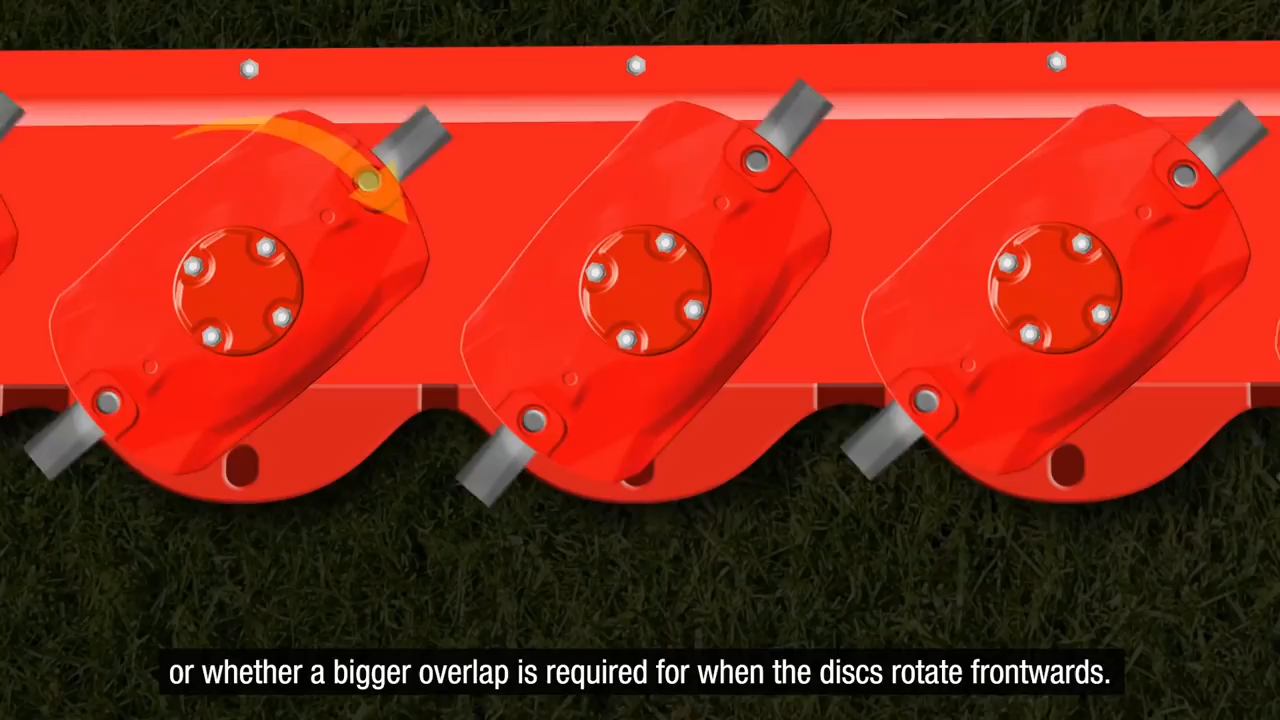 or whether a bigger overlap is required for when the discs rotate frontwards.